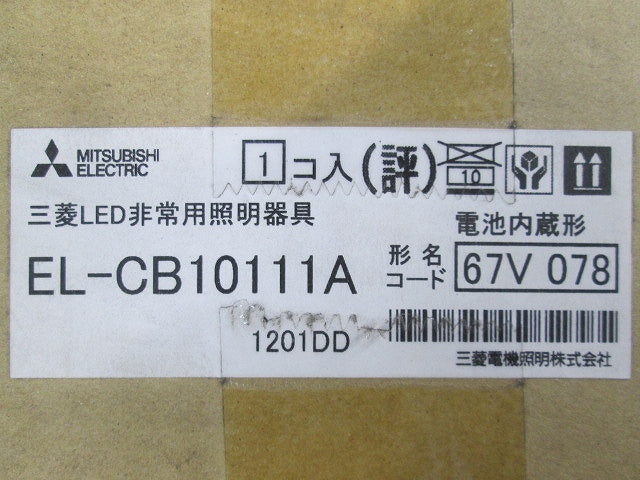 MITSUBISHI
ELECTRIC
1コ入 (評)
10
三菱LED非常用照明器具
電池内蔵形
EL-CB10111A
形名
コード
67V 078
1201DD
三菱電機照明株式会社